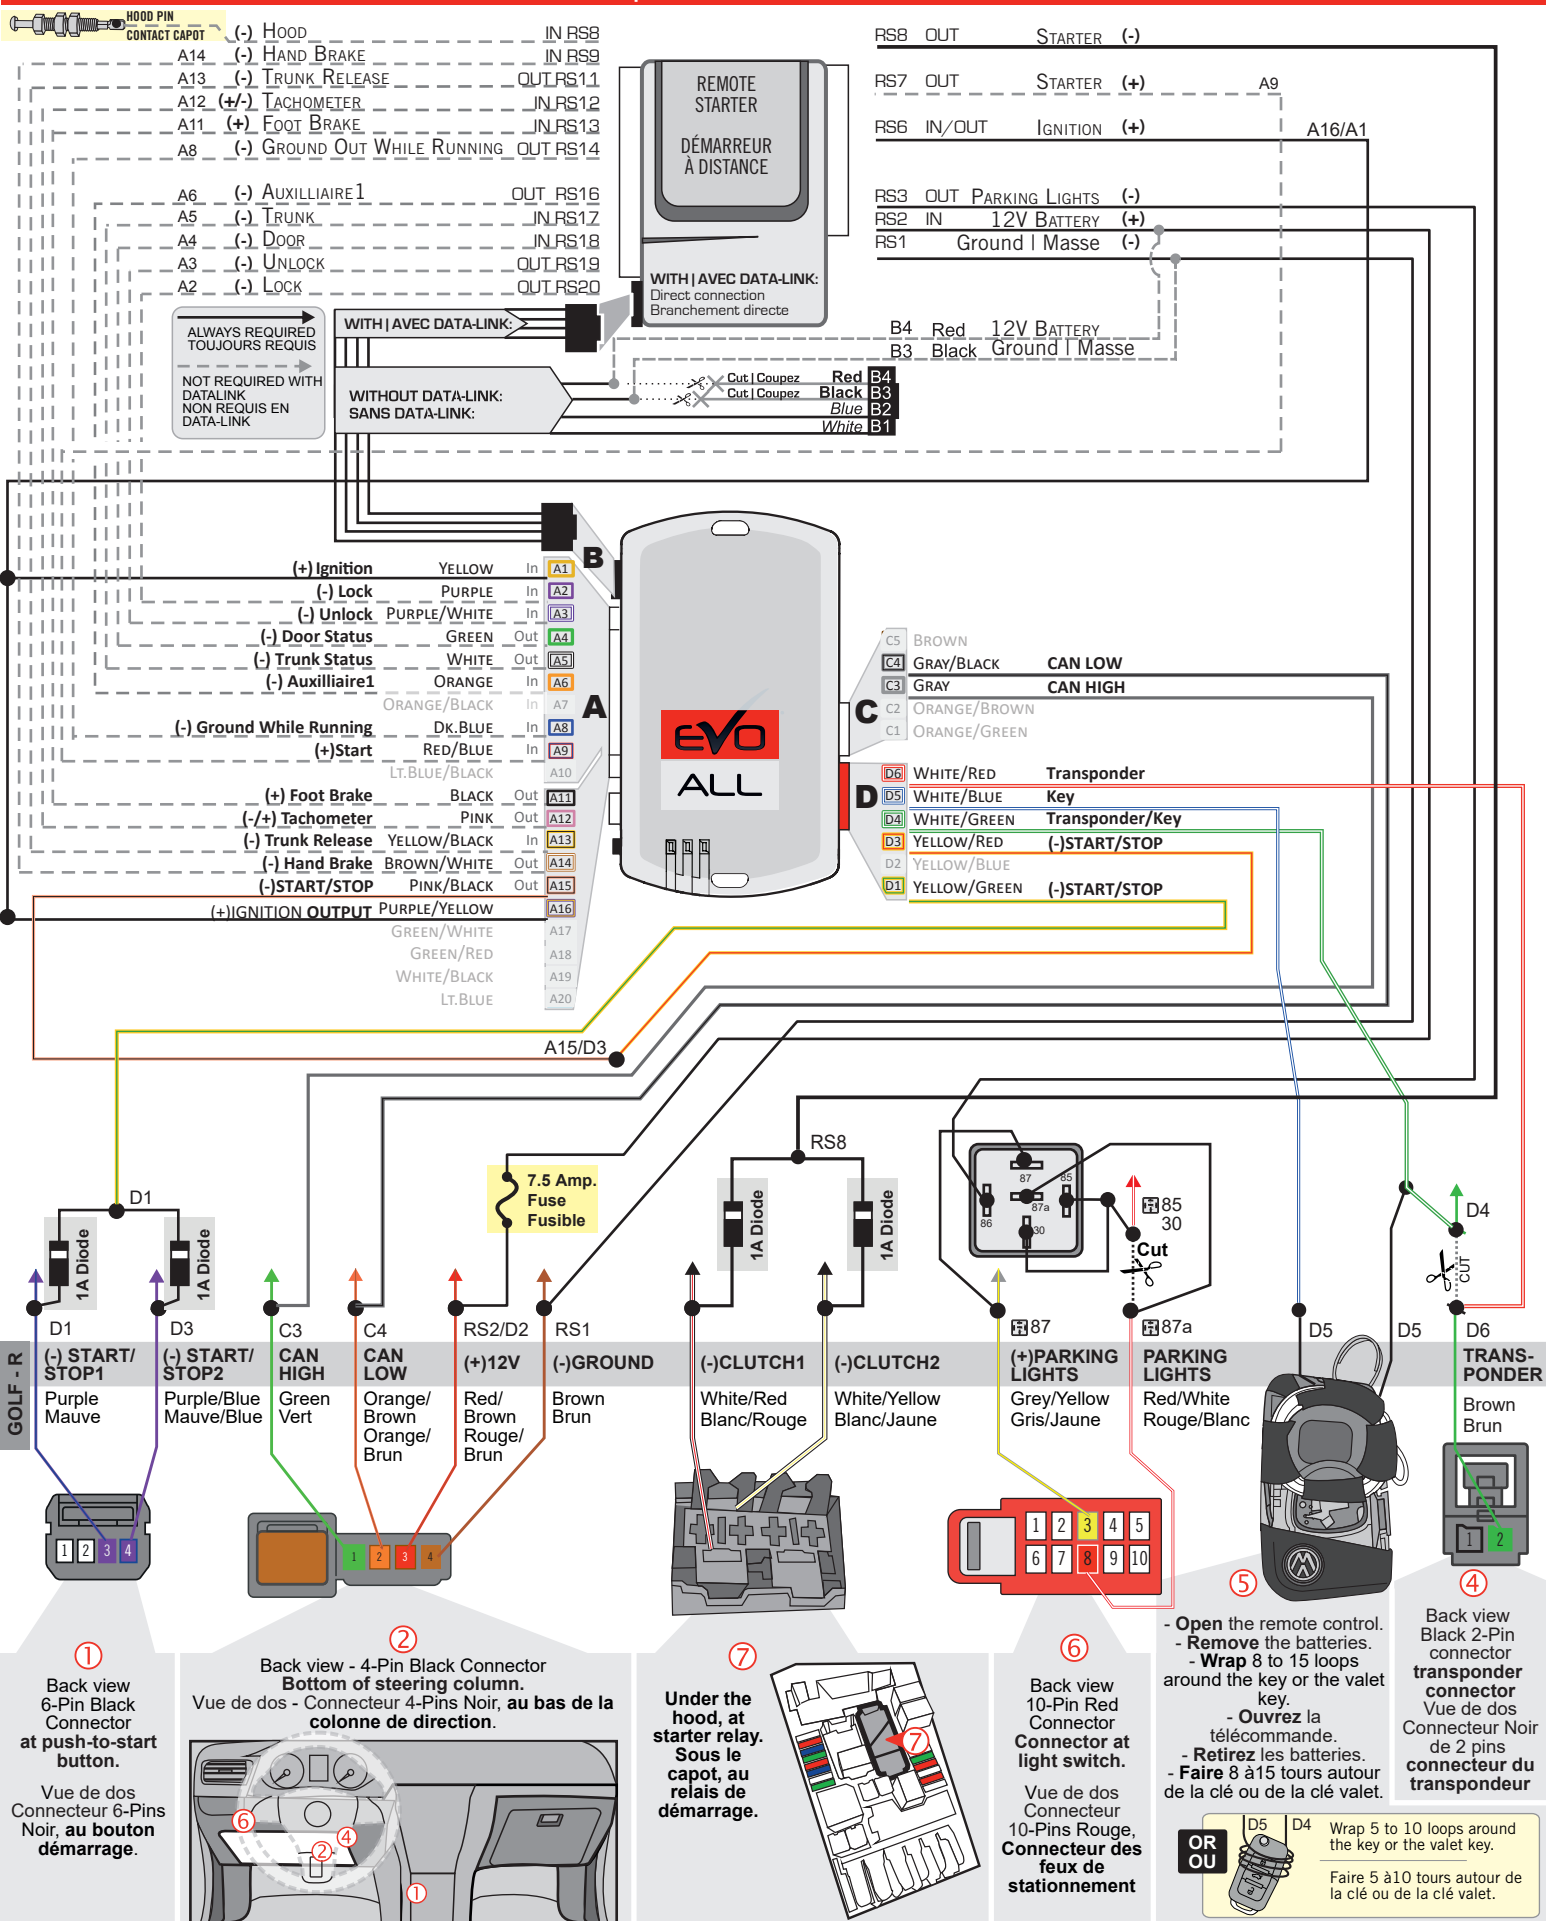 HOOD PIN
CONTACT CAPOT
(-) HOOD IN RS8
A14 (-) HAND BRAKE IN RS9
A13 (-) TRUNK RELEASE OUT RS11
A12 (+/-) TACHOMETER IN RS12
A11 (+) FOOT BRAKE IN RS13
A8 (-) GROUND OUT WHILE RUNNING OUT RS14
A6 (-) AUXILLIAIRE1 OUT RS16
A5 (-) TRUNK IN RS17
A4 (-) DOOR IN RS18
A3 (-) UNLOCK OUT RS19
A2 (-) LOCK OUT RS20
REMOTE
STARTER
DÉMARREUR
À DISTANCE
WITH | AVEC DATA-LINK:
Direct connection
Branchement directe
RS8 OUT STARTER (-)
RS7 OUT STARTER (+) A9
RS6 IN/OUT IGNITION (+) A16/A1
RS3 OUT PARKING LIGHTS (-)
RS2 IN 12V BATTERY (+)
RS1 Ground | Masse (-)
B4 Red 12V BATTERY
B3 Black Ground | Masse
ALWAYS REQUIRED
TOUJOURS REQUIS
NOT REQUIRED WITH
DATALINK
NON REQUIS EN
DATA-LINK
WITH | AVEC DATA-LINK:
WITHOUT DATA-LINK:
SANS DATA-LINK:
Cut | Coupez Red B4
Cut | Coupez Black B3
Blue B2
White B1
B
(+) Ignition YELLOW In A1
(-) Lock PURPLE In A2
(-) Unlock PURPLE/WHITE In A3
(-) Door Status GREEN Out A4
(-) Trunk Status WHITE Out A5
(-) Auxilliaire1 ORANGE In A6
ORANGE/BLACK In A7
(-) Ground While Running DK.BLUE In A8
(+)Start RED/BLUE In A9
LT.BLUE/BLACK A10
(+) Foot Brake BLACK Out A11
(-/+) Tachometer PINK Out A12
(-) Trunk Release YELLOW/BLACK In A13
(-) Hand Brake BROWN/WHITE Out A14
(-)START/STOP PINK/BLACK Out A15
(+)IGNITION OUTPUT PURPLE/YELLOW A16
GREEN/WHITE A17
GREEN/RED A18
WHITE/BLACK A19
LT.BLUE A20
A
EVO
ALL
C
C5 BROWN
C4 GRAY/BLACK CAN LOW
C3 GRAY CAN HIGH
C2 ORANGE/BROWN
C1 ORANGE/GREEN
D
D6 WHITE/RED Transponder
D5 WHITE/BLUE Key
D4 WHITE/GREEN Transponder/Key
D3 YELLOW/RED (-)START/STOP
D2 YELLOW/BLUE
D1 YELLOW/GREEN (-)START/STOP
A15/D3
D1
1A Diode
1A Diode
7.5 Amp.
Fuse
Fusible
RS8
1A Diode
1A Diode
87
85
87a
86
30
85
30
Cut
D4
CUT
D1 D3 C3 C4 RS2/D2 RS1 87 87a D5 D5 D6
GOLF - R
(-) START/
STOP1
Purple
Mauve
(-) START/
STOP2
Purple/Blue
Mauve/Blue
CAN
HIGH
Green
Vert
CAN
LOW
Orange/
Brown
Orange/
Brun
(+)12V
Red/
Brown
Rouge/
Brun
(-)GROUND
Brown
Brun
(-)CLUTCH1
White/Red
Blanc/Rouge
(-)CLUTCH2
White/Yellow
Blanc/Jaune
(+)PARKING
LIGHTS
Grey/Yellow
Gris/Jaune
PARKING
LIGHTS
Red/White
Rouge/Blanc
TRANS-
PONDER
Brown
Brun
1 2 3 4
1 2 3 4
1 2 3 4 5
6 7 8 9 10
1 2
1
Back view
6-Pin Black
Connector
at push-to-start
button.
Vue de dos
Connecteur 6-Pins
Noir, au bouton
démarrage.
2
Back view - 4-Pin Black Connector
Bottom of steering column.
Vue de dos - Connecteur 4-Pins Noir, au bas de la
colonne de direction.
6
4
2
1
7
Under the
hood, at
starter relay.
Sous le
capot, au
relais de
démarrage.
7
6
Back view
10-Pin Red
Connector
Connector at
light switch.
Vue de dos
Connecteur
10-Pins Rouge,
Connecteur des
feux de
stationnement
5
- Open the remote control.
- Remove the batteries.
- Wrap 8 to 15 loops
around the key or the valet
key.
- Ouvrez la
télécommande.
- Retirez les batteries.
- Faire 8 à15 tours autour
de la clé ou de la clé valet.
4
Back view
Black 2-Pin
connector
transponder
connector
Vue de dos
Connecteur Noir
de 2 pins
connecteur du
transpondeur
OR
OU
D5 D4
Wrap 5 to 10 loops around
the key or the valet key.
Faire 5 à10 tours autour de
la clé ou de la clé valet.